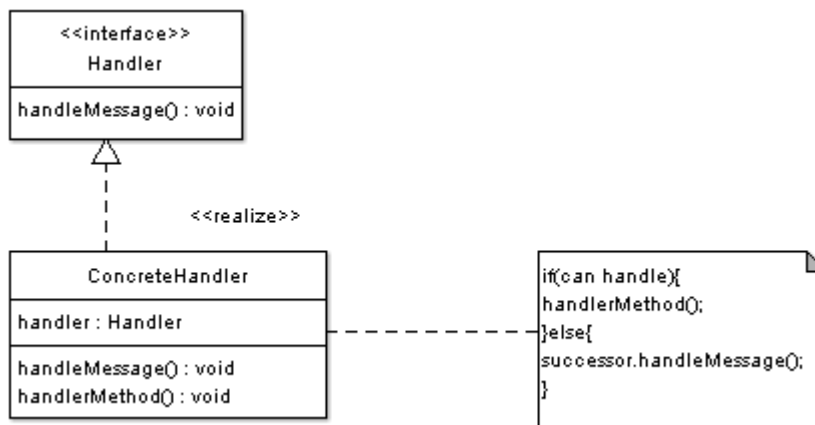 <<interface>>
Handler
handleMessage() : void
<<realize>>
ConcreteHandler
handler : Handler
handleMessage() : void
handlerMethod() : void
if(can handle){
handlerMethod();
}else{
successor.handleMessage();
}